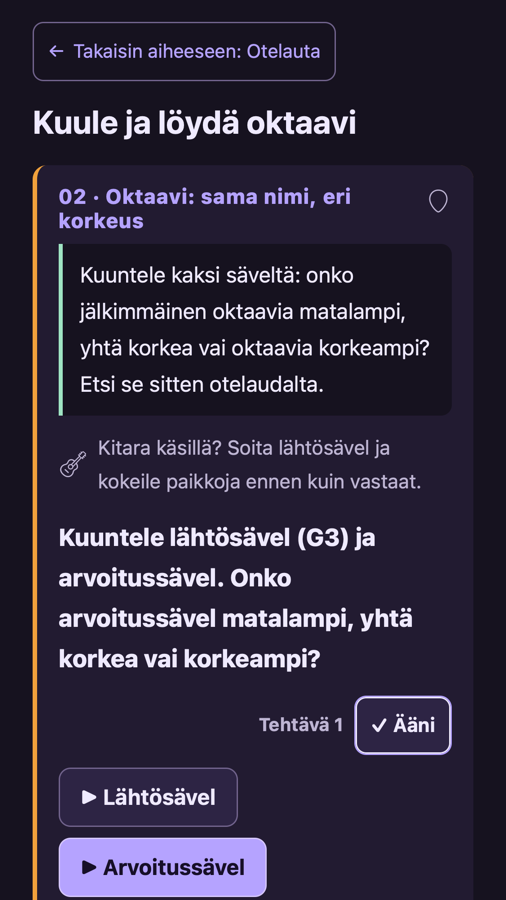 ← Takaisin aiheeseen: Otelauta
Kuule ja löydä oktaavi
02 · Oktaavi: sama nimi, eri
korkeus
Kuuntele kaksi säveltä: onko
jälkimmäinen oktaavia matalampi,
yhtä korkea vai oktaavia korkeampi?
Etsi se sitten otelaudalta.
Kitara käsillä? Soita lähtösävel ja
kokeile paikkoja ennen kuin vastaat.
Kuuntele lähtösävel (G3) ja
arvoitussävel. Onko
arvoitussävel matalampi, yhtä
korkea vai korkeampi?
Tehtävä 1 ✓ Ääni
▶ Lähtösävel
▶ Arvoitussävel